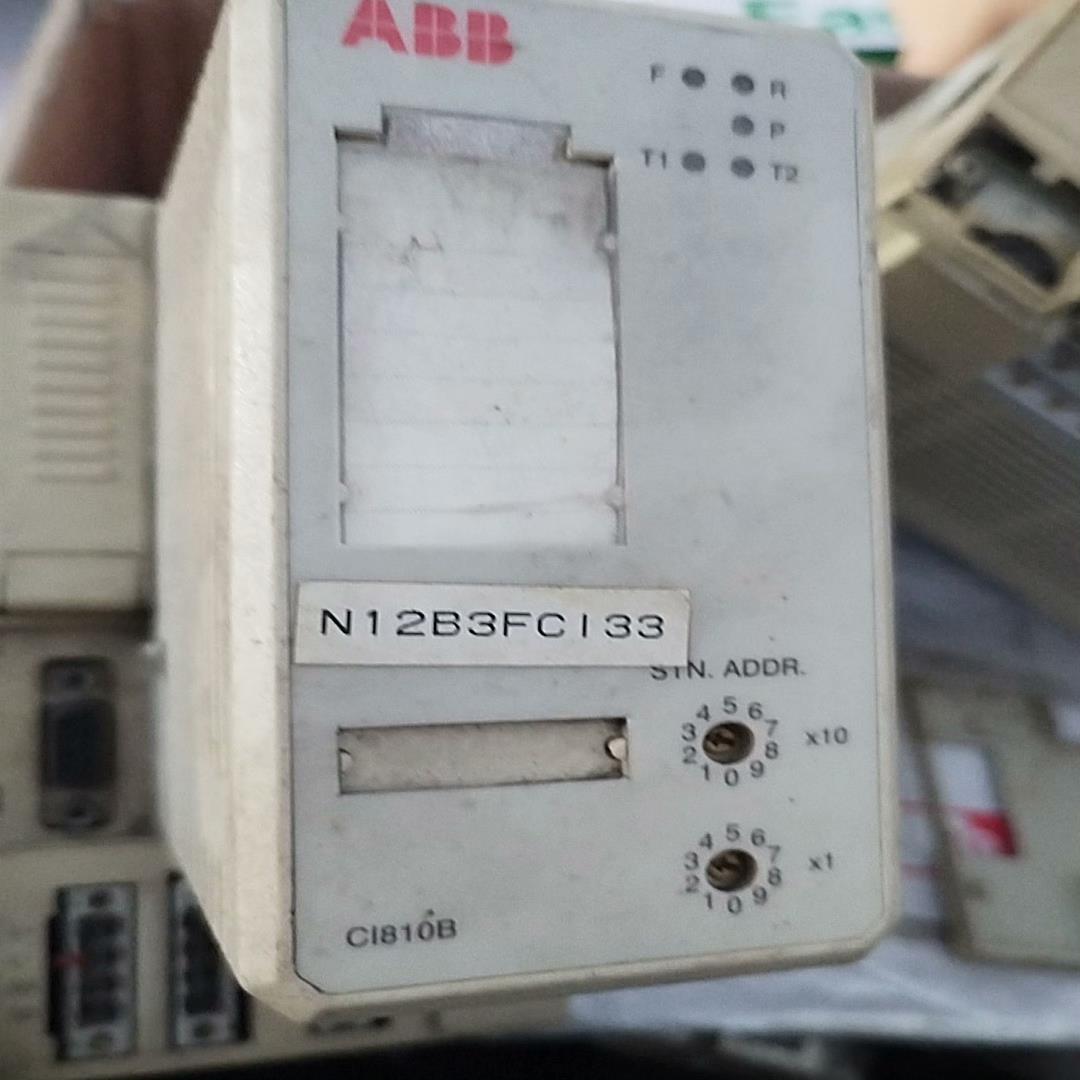 ABB
F R
P
T1 T2
N12B3FCI33
STN. ADDR.
4 5 6
3 7
2 8
1 0 9
x10
4 5 6
3 7
2 8
1 0 9
x1
CI810B